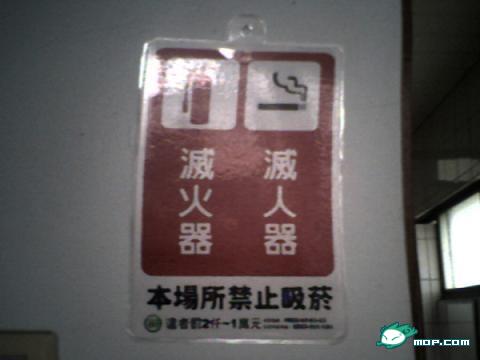 滅火器
滅人器
本場所禁止吸菸
違者罰2仟~1萬元
MOP.COM